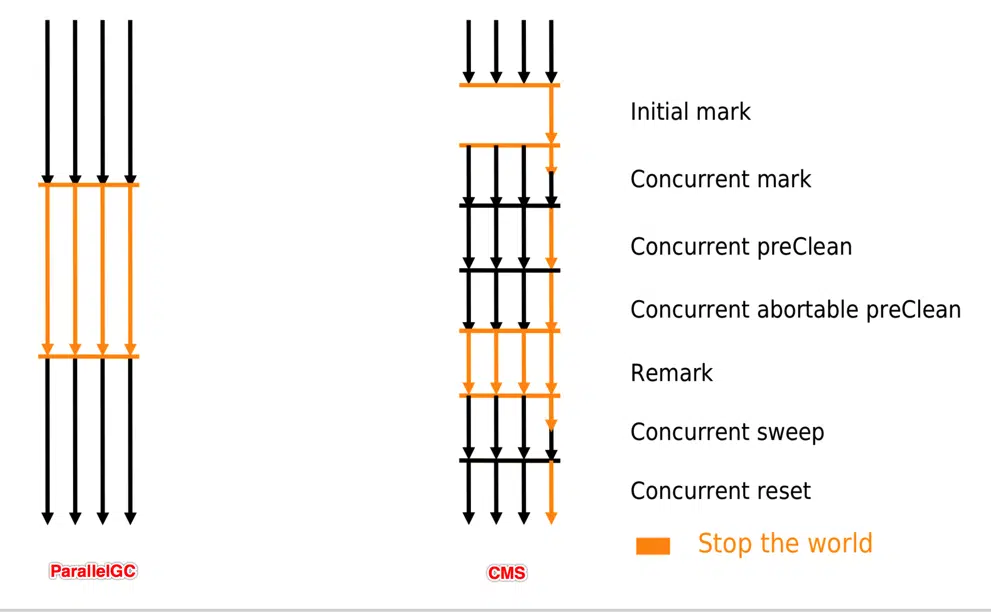 Initial mark
Concurrent mark
Concurrent preClean
Concurrent abortable preClean
Remark
Concurrent sweep
Concurrent reset
Stop the world
ParallelGC
CMS